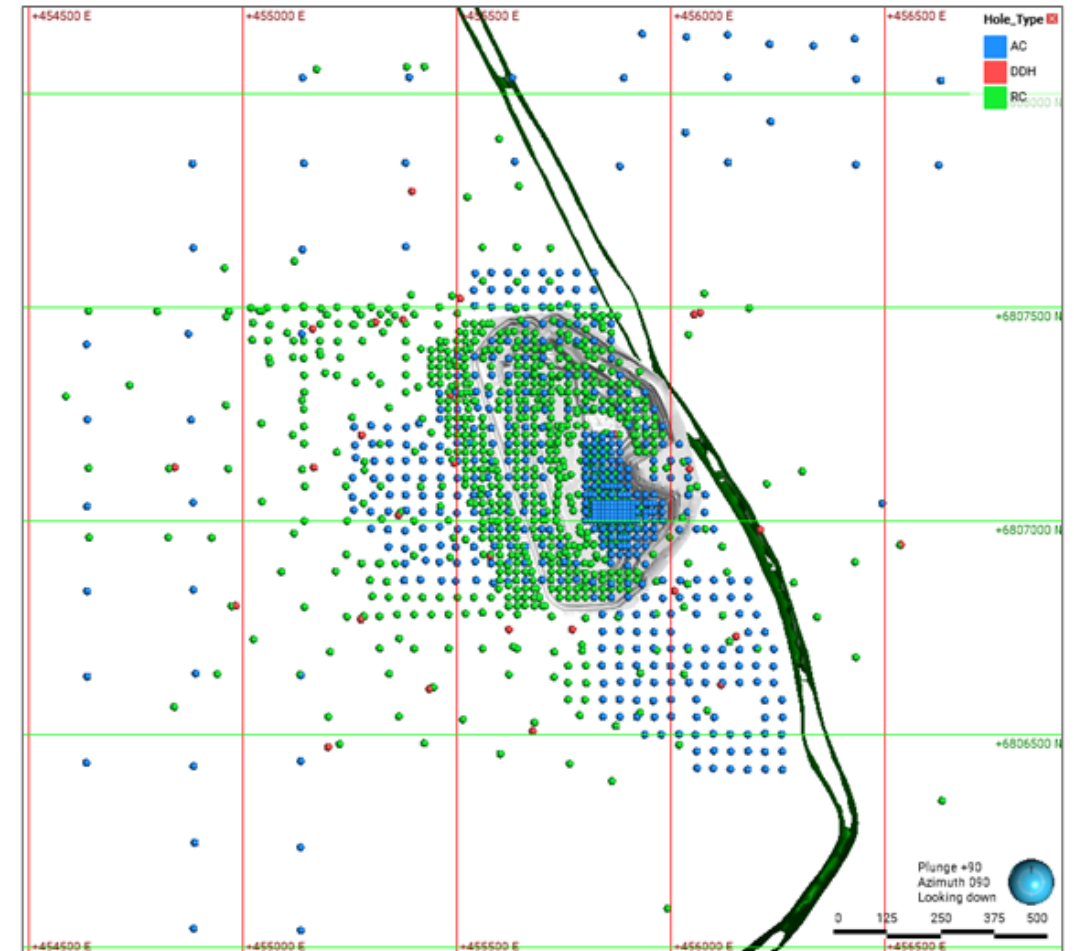 +454500 E
+455000 E
+455500 E
+456000 E
+456500 E
Hole_Type
AC
DDH
RC
+6807500 N
+6807000 N
+6806500 N
Plunge +90
Azimuth 090
Looking down
0 125 250 375 500
+454500 E
+455000 E
+455500 E
+456000 E
+456500 E